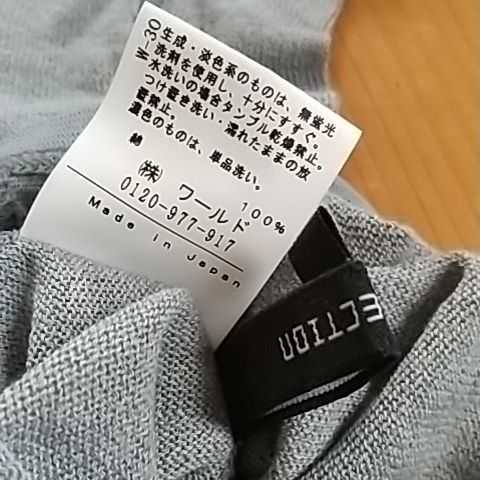 W-30
生成・淡色系のものは、無蛍光
洗剤を使用し、十分にすすぐ。
水洗いの場合タンブル乾燥禁止。
つけ置き洗い・濡れたままの放
置禁止。
濃色のものは、単品洗い。
綿 100%
(株) ワールド
0120-977-917
Made in Japan
ECTION